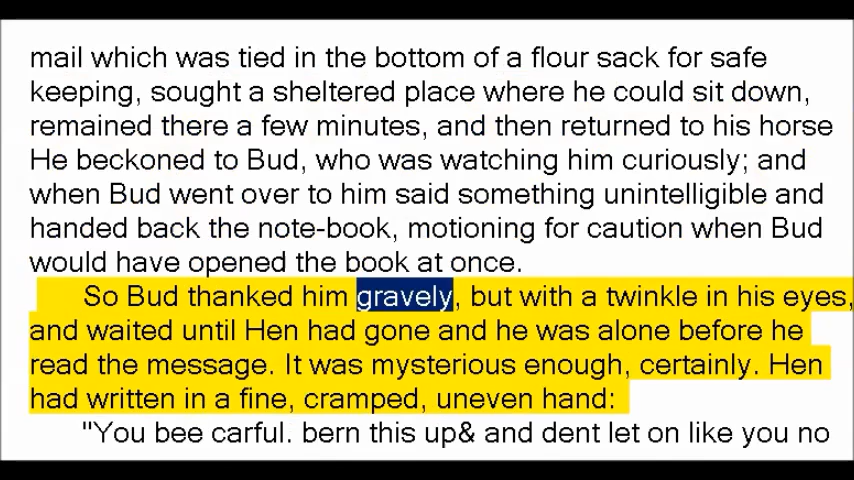 mail which was tied in the bottom of a flour sack for safe
keeping, sought a sheltered place where he could sit down,
remained there a few minutes, and then returned to his horse
He beckoned to Bud, who was watching him curiously; and
when Bud went over to him said something unintelligible and
handed back the note-book, motioning for caution when Bud
would have opened the book at once.
So Bud thanked him gravely, but with a twinkle in his eyes,
and waited until Hen had gone and he was alone before he
read the message. It was mysterious enough, certainly. Hen
had written in a fine, cramped, uneven hand:
"You bee carful. bern this up& and dent let on like you no